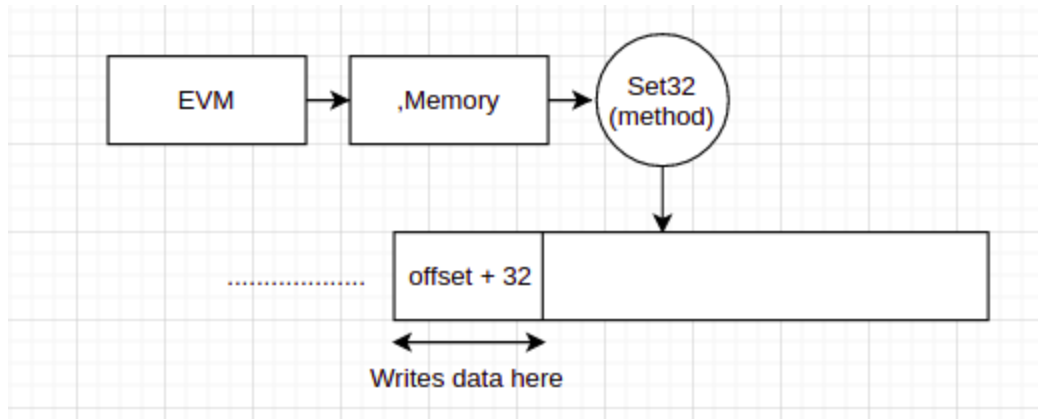 EVM
,Memory
Set32
(method)
...................
offset + 32
Writes data here